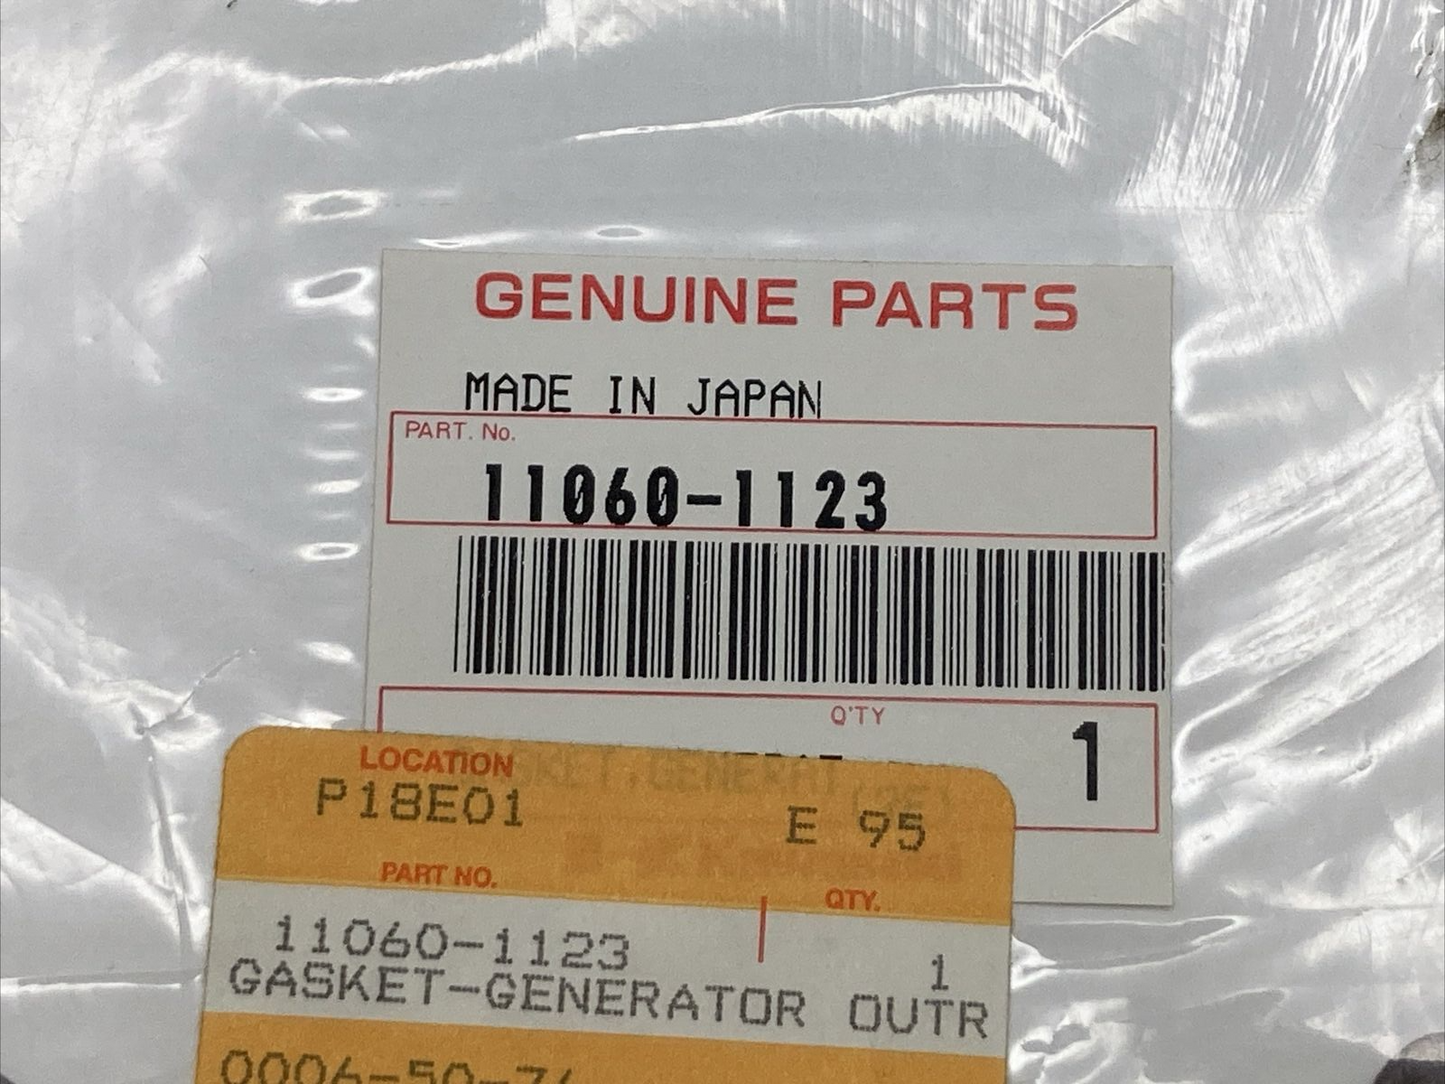 GENUINE PARTS
MADE IN JAPAN
PART. No.
11060-1123
Q'TY
1
LOCATION
P18E01 E 95
PART NO. QTY.
11060-1123 1
GASKET-GENERATOR OUTR